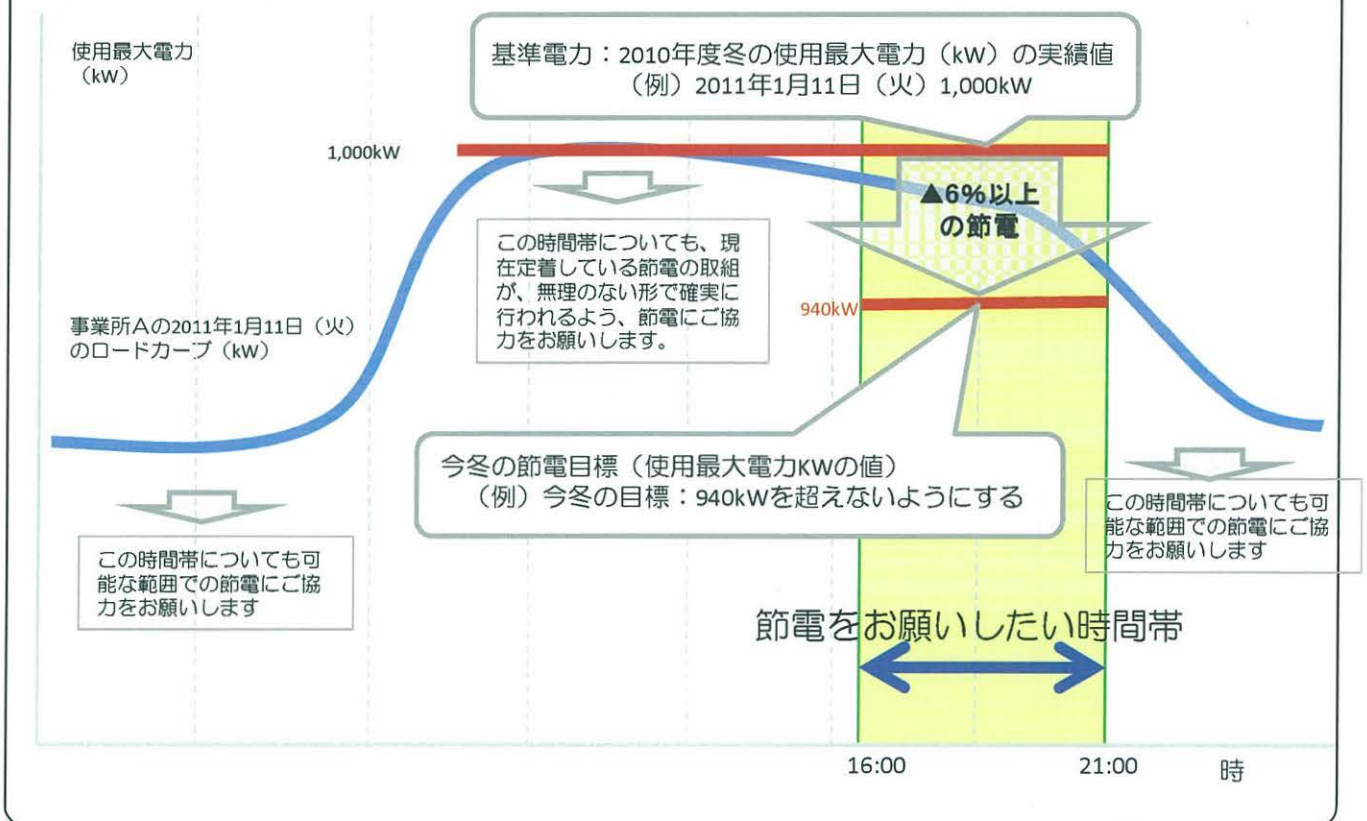 使用最大電力
（kW）
基準電力：2010年度冬の使用最大電力（kW）の実績値
（例）2011年1月11日（火）1,000kW
1,000kW
▲6%以上
の節電
この時間帯についても、現
在定着している節電の取組
が、無理のない形で確実に
行われるよう、節電にご協
力をお願いします。
940kW
事業所Aの2011年1月11日（火）
のロードカーブ（kW）
今冬の節電目標（使用最大電力KWの値）
（例）今冬の目標：940kWを超えないようにする
この時間帯についても可
能な範囲での節電にご協
力をお願いします
この時間帯についても可
能な範囲での節電にご協
力をお願いします
節電をお願いしたい時間帯
16:00
21:00
時